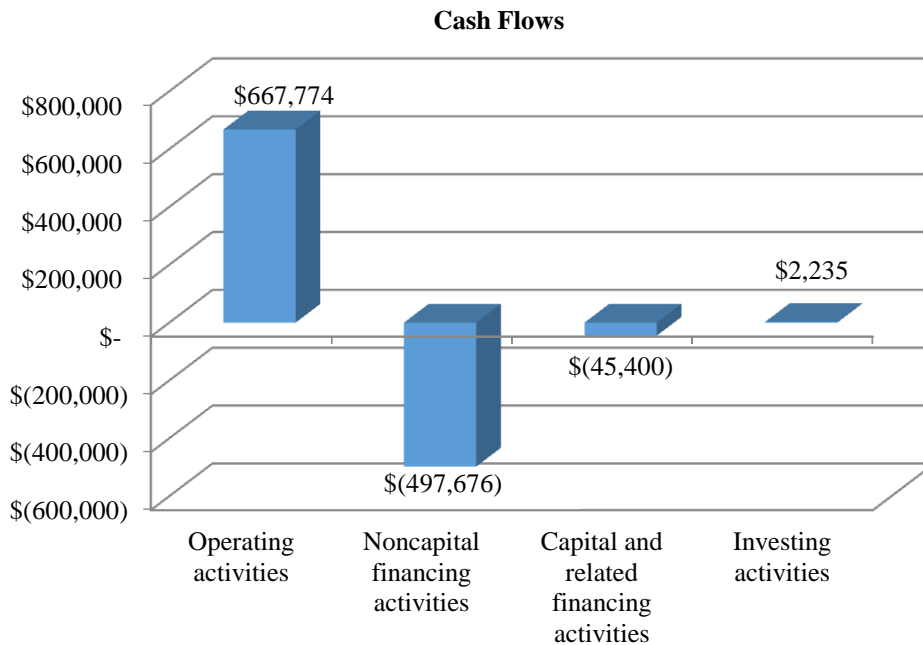 Cash Flows
$800,000
$600,000
$400,000
$200,000
$-
$(200,000)
$(400,000)
$(600,000)
$667,774
$(497,676)
$(45,400)
$2,235
Operating
activities
Noncapital
financing
activities
Capital and
related
financing
activities
Investing
activities